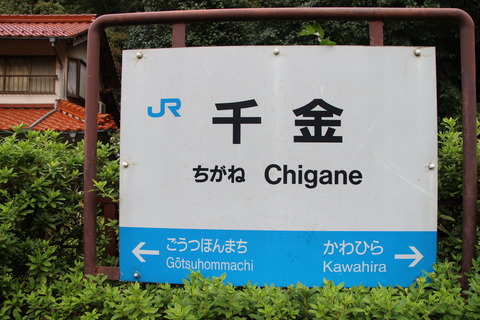 JR
千金
ちがね Chigane
ごうつほんまち かわひら
Gōtsuhommachi Kawahira